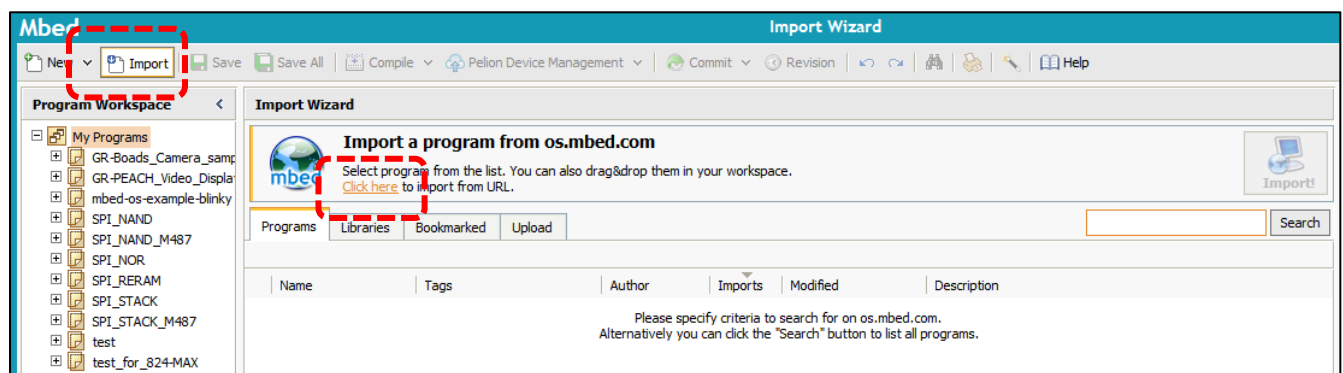 Mbed
Import Wizard
New Import Save Save All Compile Pelion Device Management Commit Revision Help
Program Workspace
Import Wizard
My Programs
GR-Boads_Camera_samp
GR-PEACH_Video_Displa
mbed-os-example-blinky
SPI_NAND
SPI_NAND_M487
SPI_NOR
SPI_RERAM
SPI_STACK
SPI_STACK_M487
test
test_for_824-MAX
mbed
Import a program from os.mbed.com
Select program from the list. You can also drag&drop them in your workspace.
Click here to import from URL.
Import!
Programs Libraries Bookmarked Upload Search
Name Tags Author Imports Modified Description
Please specify criteria to search for on os.mbed.com.
Alternatively you can click the "Search" button to list all programs.